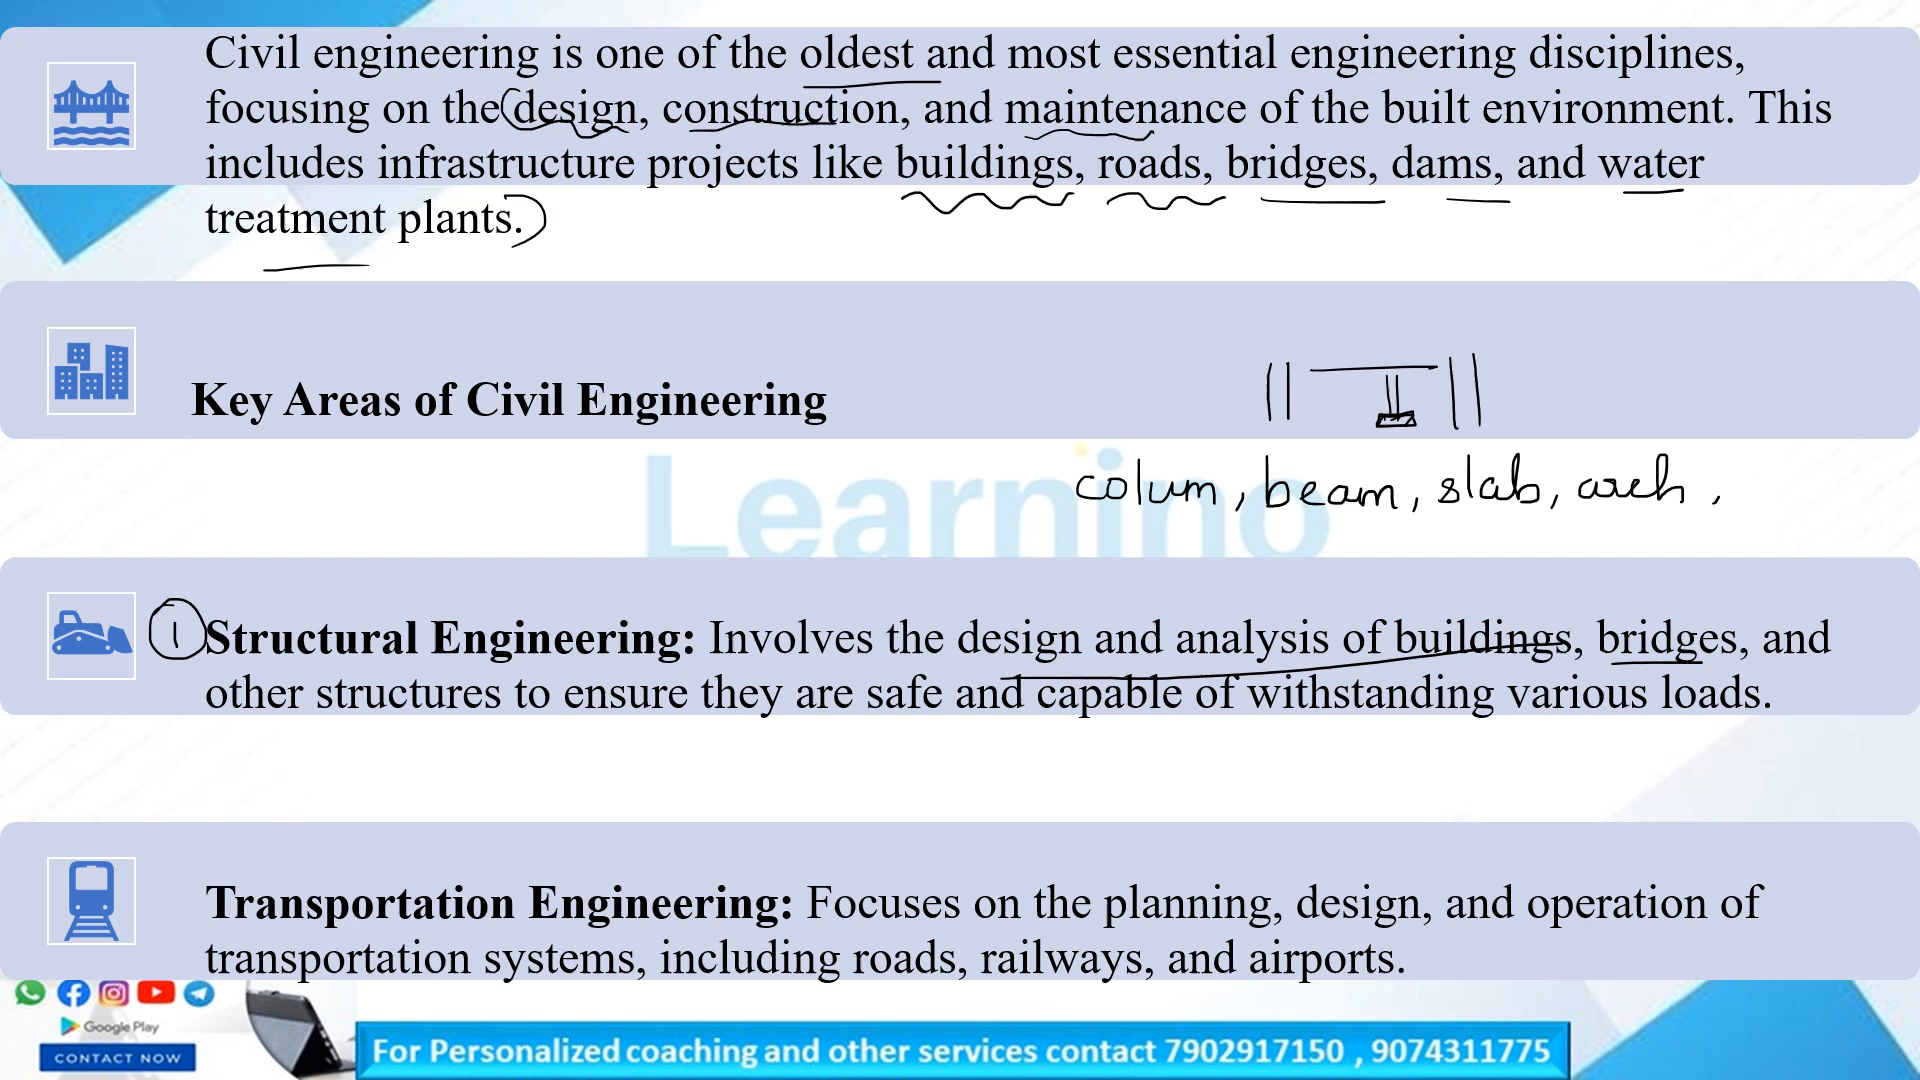 Civil engineering is one of the oldest and most essential engineering disciplines,
focusing on the design, construction, and maintenance of the built environment. This
includes infrastructure projects like buildings, roads, bridges, dams, and water
treatment plants.
Key Areas of Civil Engineering
colum, beam, slab, arch,
Learnino
1 Structural Engineering: Involves the design and analysis of buildings, bridges, and
other structures to ensure they are safe and capable of withstanding various loads.
Transportation Engineering: Focuses on the planning, design, and operation of
transportation systems, including roads, railways, and airports.
Google Play
CONTACT NOW
For Personalized coaching and other services contact 7902917150 , 9074311775